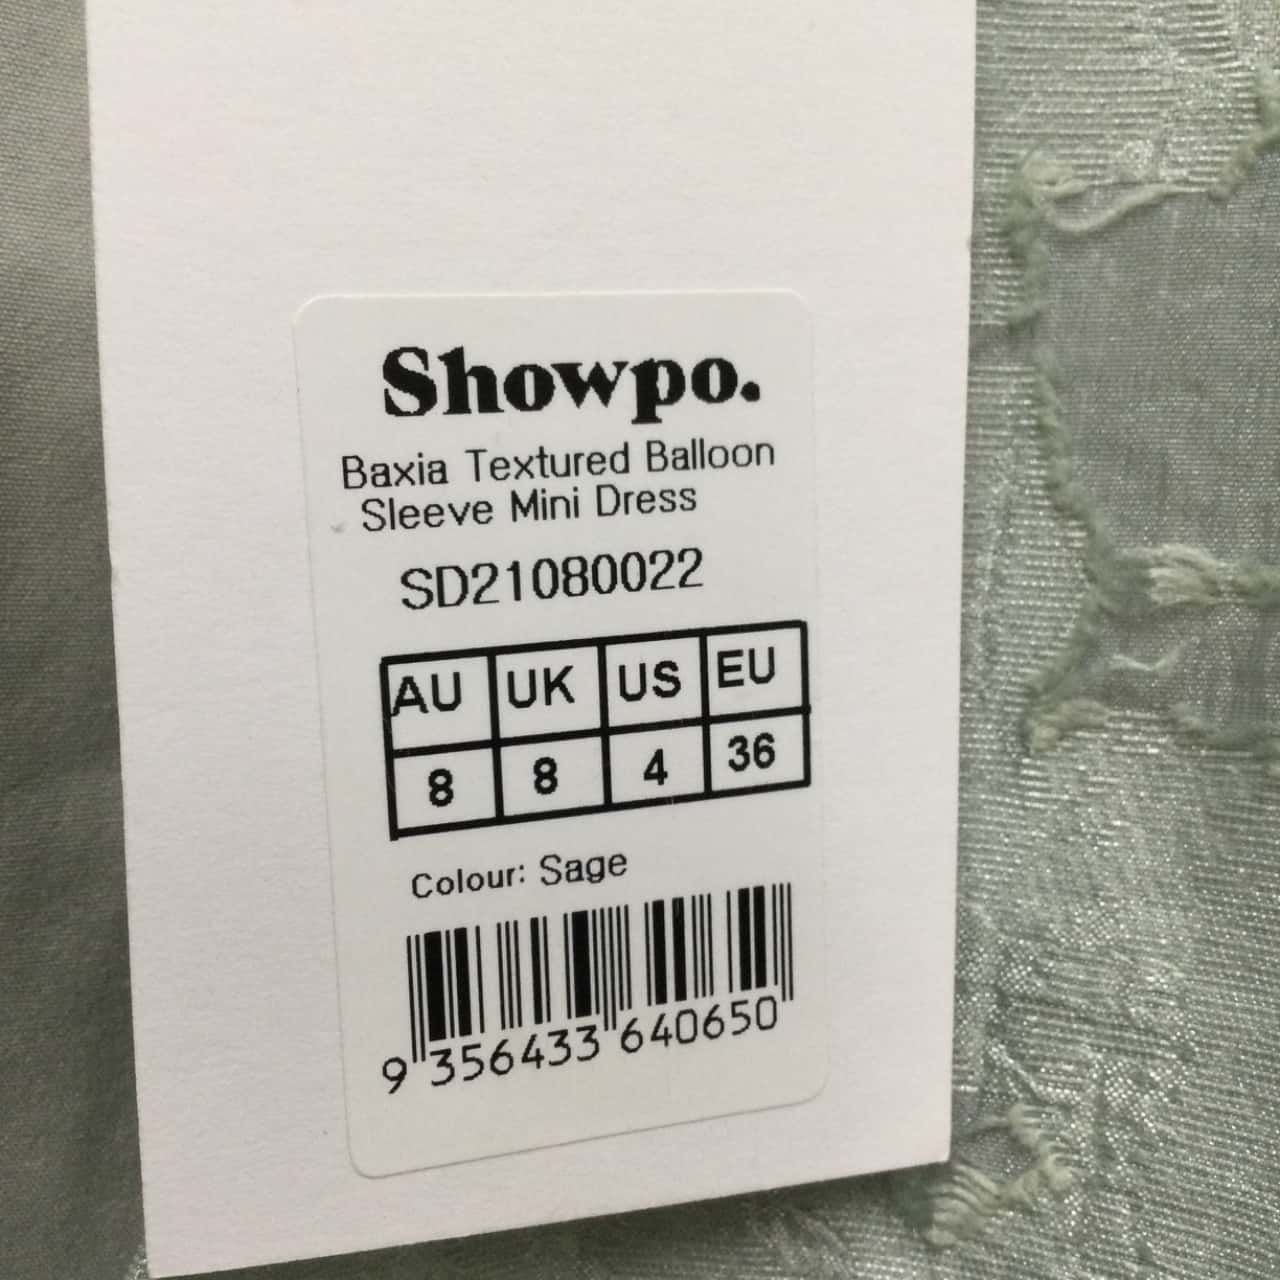 Showpo.
Baxia Textured Balloon
Sleeve Mini Dress
SD21080022
AU UK US EU
8 8 4 36
Colour: Sage
9 356433 640650